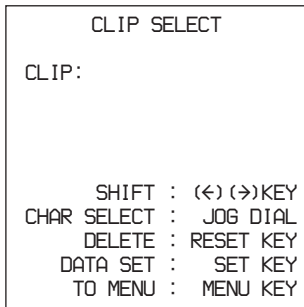 CLIP SELECT
CLIP:
SHIFT : (←)(→)KEY
CHAR SELECT : JOG DIAL
DELETE : RESET KEY
DATA SET : SET KEY
TO MENU : MENU KEY